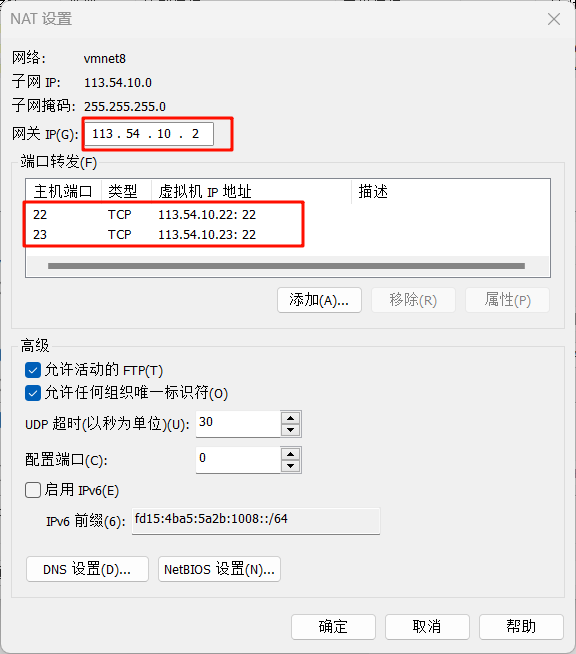 NAT 设置
网络: vmnet8
子网 IP: 113.54.10.0
子网掩码: 255.255.255.0
网关 IP(G): 113 . 54 . 10 . 2
端口转发(F)
主机端口 类型 虚拟机 IP 地址 描述
22 TCP 113.54.10.22: 22
23 TCP 113.54.10.23: 22
添加(A)... 移除(R) 属性(P)
高级
允许活动的 FTP(T)
允许任何组织唯一标识符(O)
UDP 超时(以秒为单位)(U): 30
配置端口(C): 0
启用 IPv6(E)
IPv6 前缀(6): fd15:4ba5:5a2b:1008::/64
DNS 设置(D)... NetBIOS 设置(N)...
确定 取消 帮助